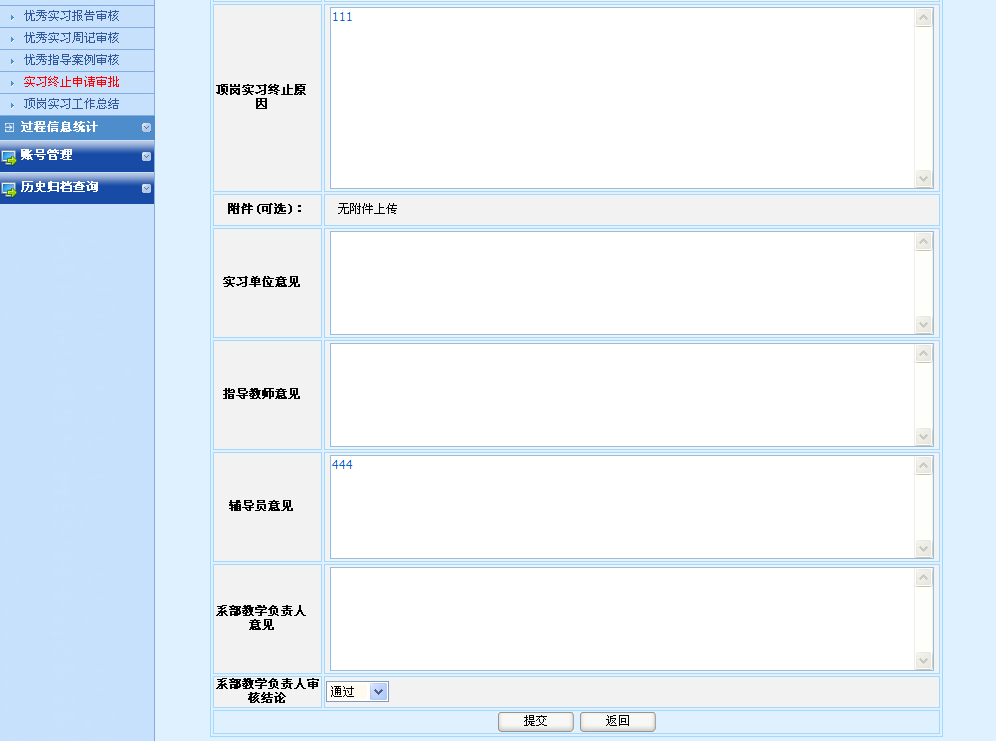 优秀实习报告审核
优秀实习周记审核
优秀指导案例审核
实习终止申请审批
顶岗实习工作总结
过程信息统计
账号管理
历史归档查询
顶岗实习终止原
因
111
附件(可选)：
无附件上传
实习单位意见
指导教师意见
辅导员意见
444
系部教学负责人
意见
系部教学负责人审
核结论
通过
提交
返回